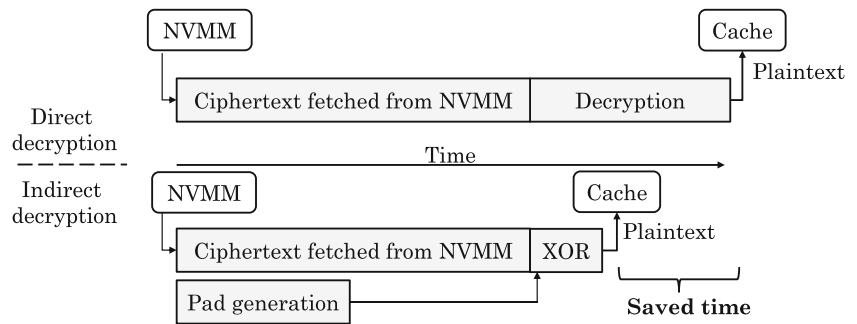 NVMM
Cache
Plaintext
Ciphertext fetched from NVMM
Decryption
Direct
decryption
Time
Indirect
decryption
NVMM
Cache
Plaintext
Ciphertext fetched from NVMM
XOR
Pad generation
Saved time